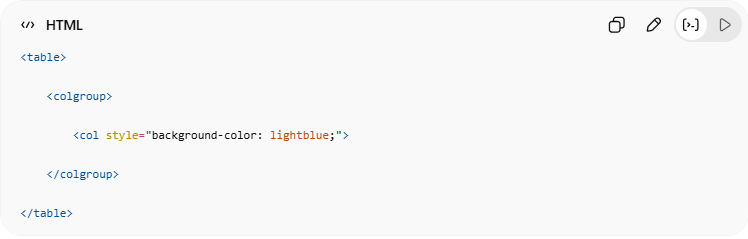 HTML
<table>
<colgroup>
<col style="background-color: lightblue;">
</colgroup>
</table>